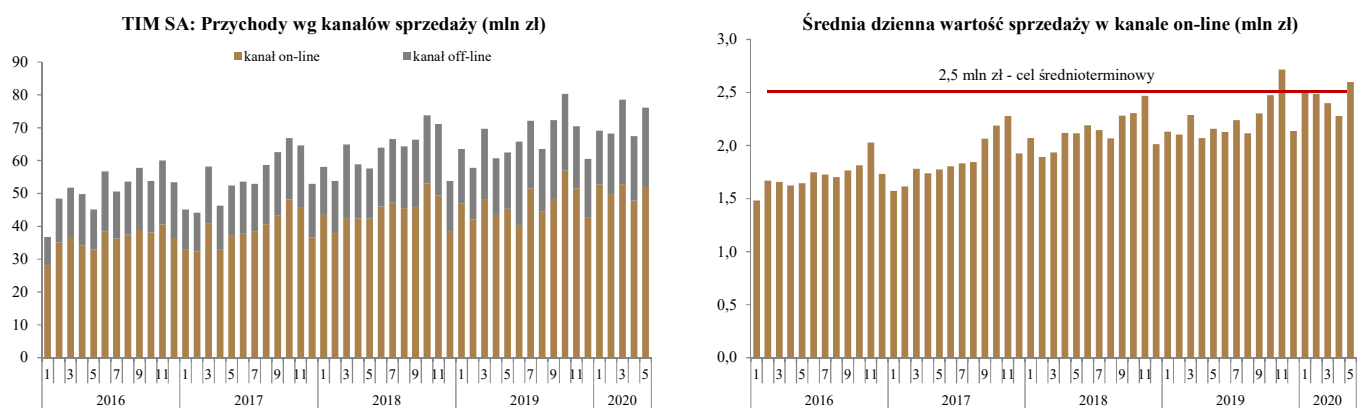 TIM SA: Przychody wg kanałów sprzedaży (mln zł)
kanał on-line kanał off-line
90
80
70
60
50
40
30
20
10
0
1 3 5 7 9 11 1 3 5 7 9 11 1 3 5 7 9 11 1 3 5 7 9 11 1 3 5
2016 2017 2018 2019 2020
Średnia dzienna wartość sprzedaży w kanale on-line (mln zł)
3,0
2,5 mln zł - cel średnioterminowy
2,5
2,0
1,5
1,0
0,5
0,0
1 3 5 7 9 11 1 3 5 7 9 11 1 3 5 7 9 11 1 3 5 7 9 11 1 3 5
2016 2017 2018 2019 2020